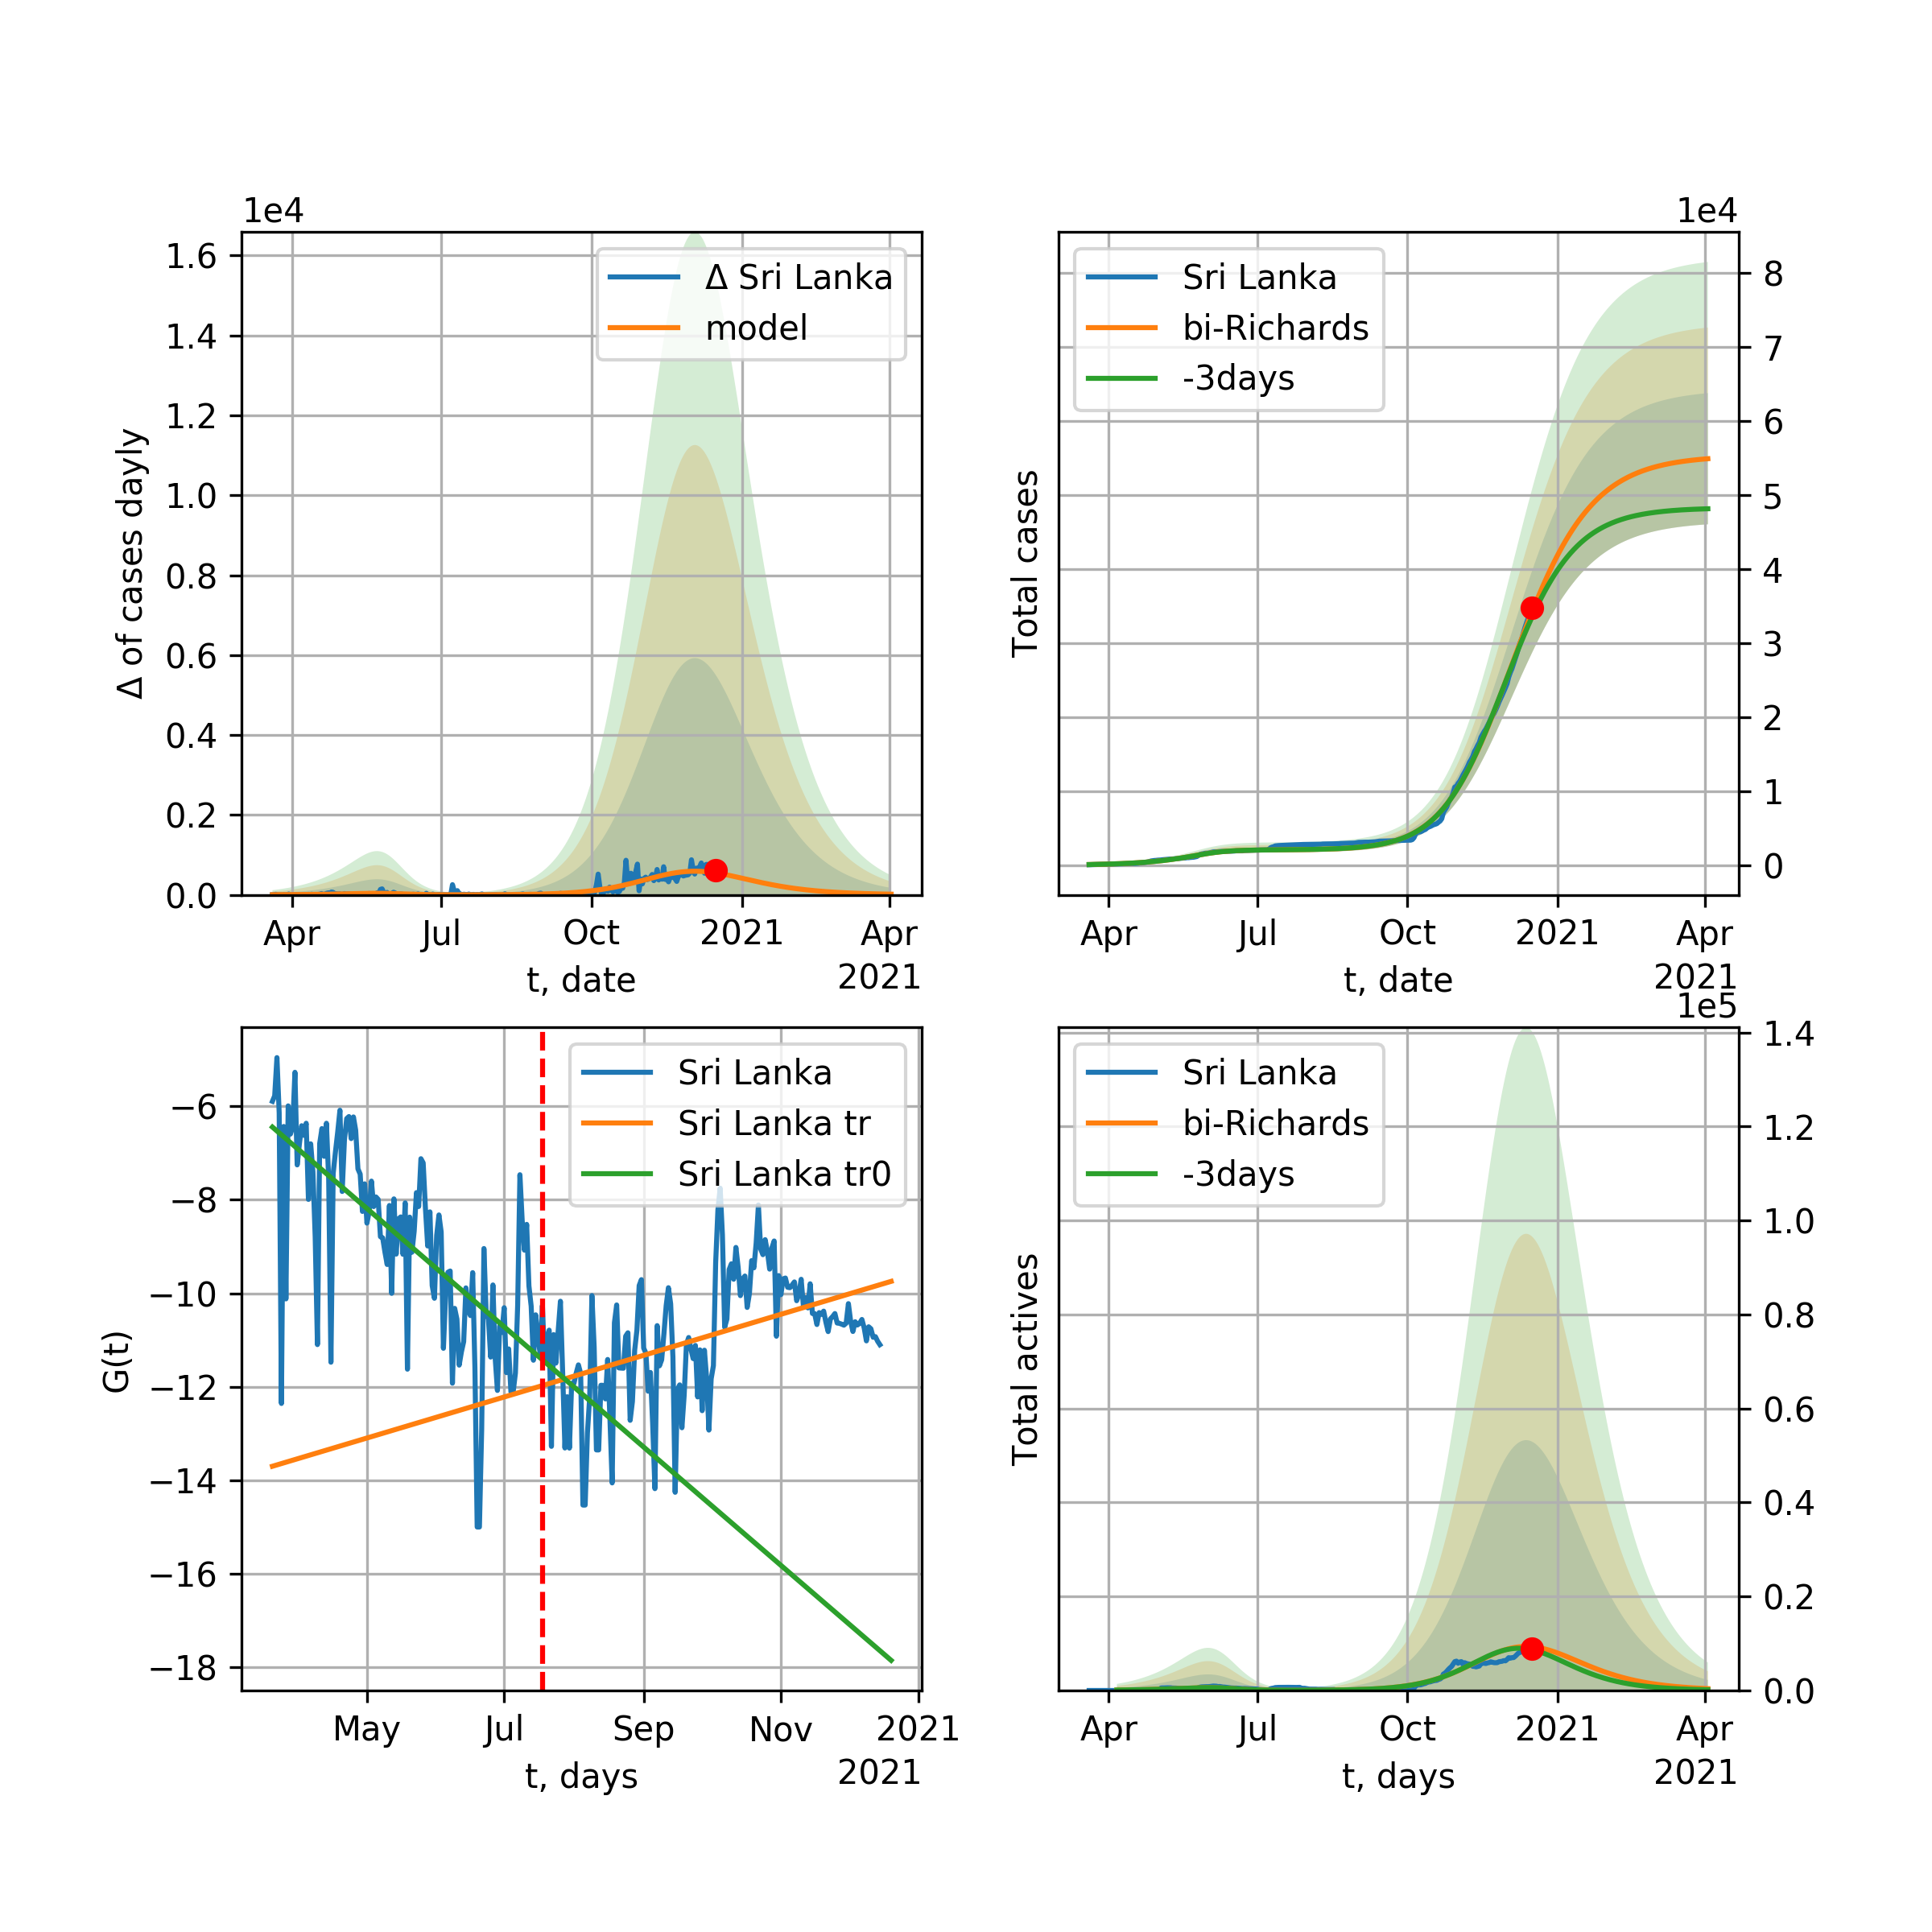 1e4
Δ of cases dayly
1.6
1.4
1.2
1.0
0.8
0.6
0.4
0.2
0.0
Δ Sri Lanka
model
Apr
Jul
Oct
2021
Apr
t, date
2021
1e4
Total cases
Sri Lanka
bi-Richards
-3days
8
7
6
5
4
3
2
1
0
Apr
Jul
Oct
2021
Apr
t, date
2021
G(t)
−6
−8
−10
−12
−14
−16
−18
Sri Lanka
Sri Lanka tr
Sri Lanka tr0
May
Jul
Sep
Nov
2021
t, days
2021
1e5
Total actives
Sri Lanka
bi-Richards
-3days
1.4
1.2
1.0
0.8
0.6
0.4
0.2
0.0
Apr
Jul
Oct
2021
Apr
t, days
2021